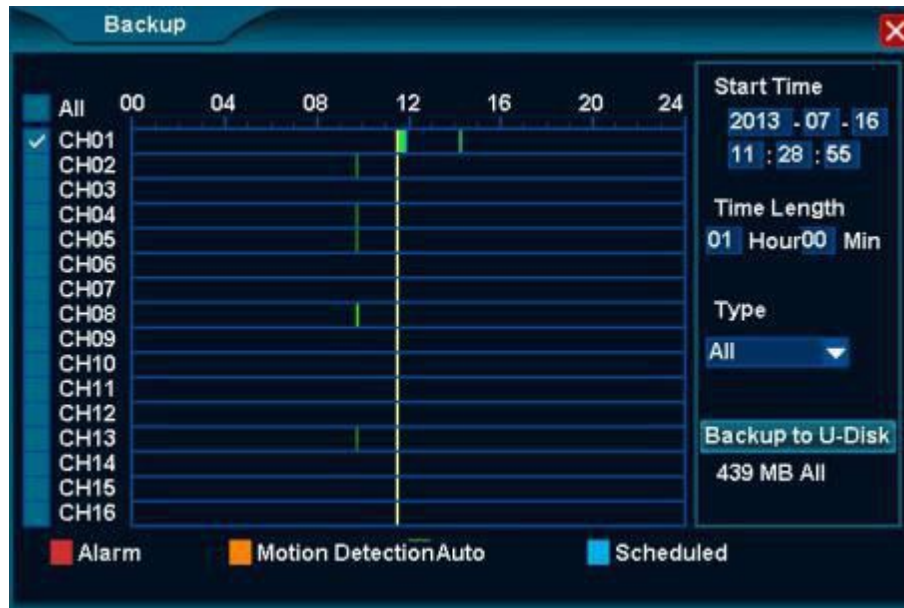 Backup
All 00 04 08 12 16 20 24
CH01
CH02
CH03
CH04
CH05
CH06
CH07
CH08
CH09
CH10
CH11
CH12
CH13
CH14
CH15
CH16
Start Time
2013 - 07 - 16
11 : 28 : 55
Time Length
01 Hour 00 Min
Type
All
Backup to U-Disk
439 MB All
Alarm Motion Detection Auto Scheduled